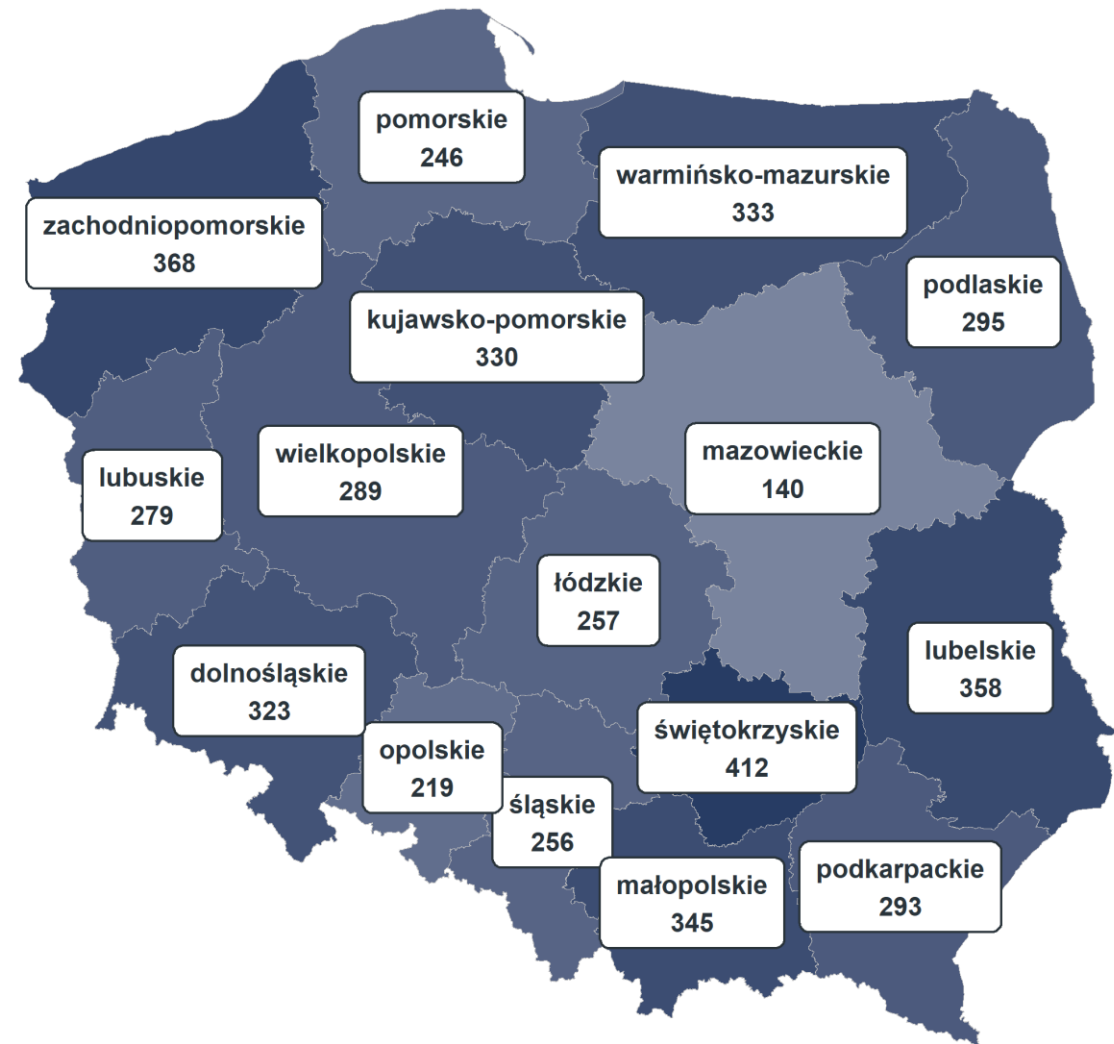 pomorskie
246
warmińsko-mazurskie
333
zachodniopomorskie
368
podlaskie
295
kujawsko-pomorskie
330
mazowieckie
140
wielkopolskie
289
lubuskie
279
łódzkie
257
lubelskie
358
dolnośląskie
323
świętokrzyskie
412
opolskie
219
śląskie
256
małopolskie
345
podkarpackie
293